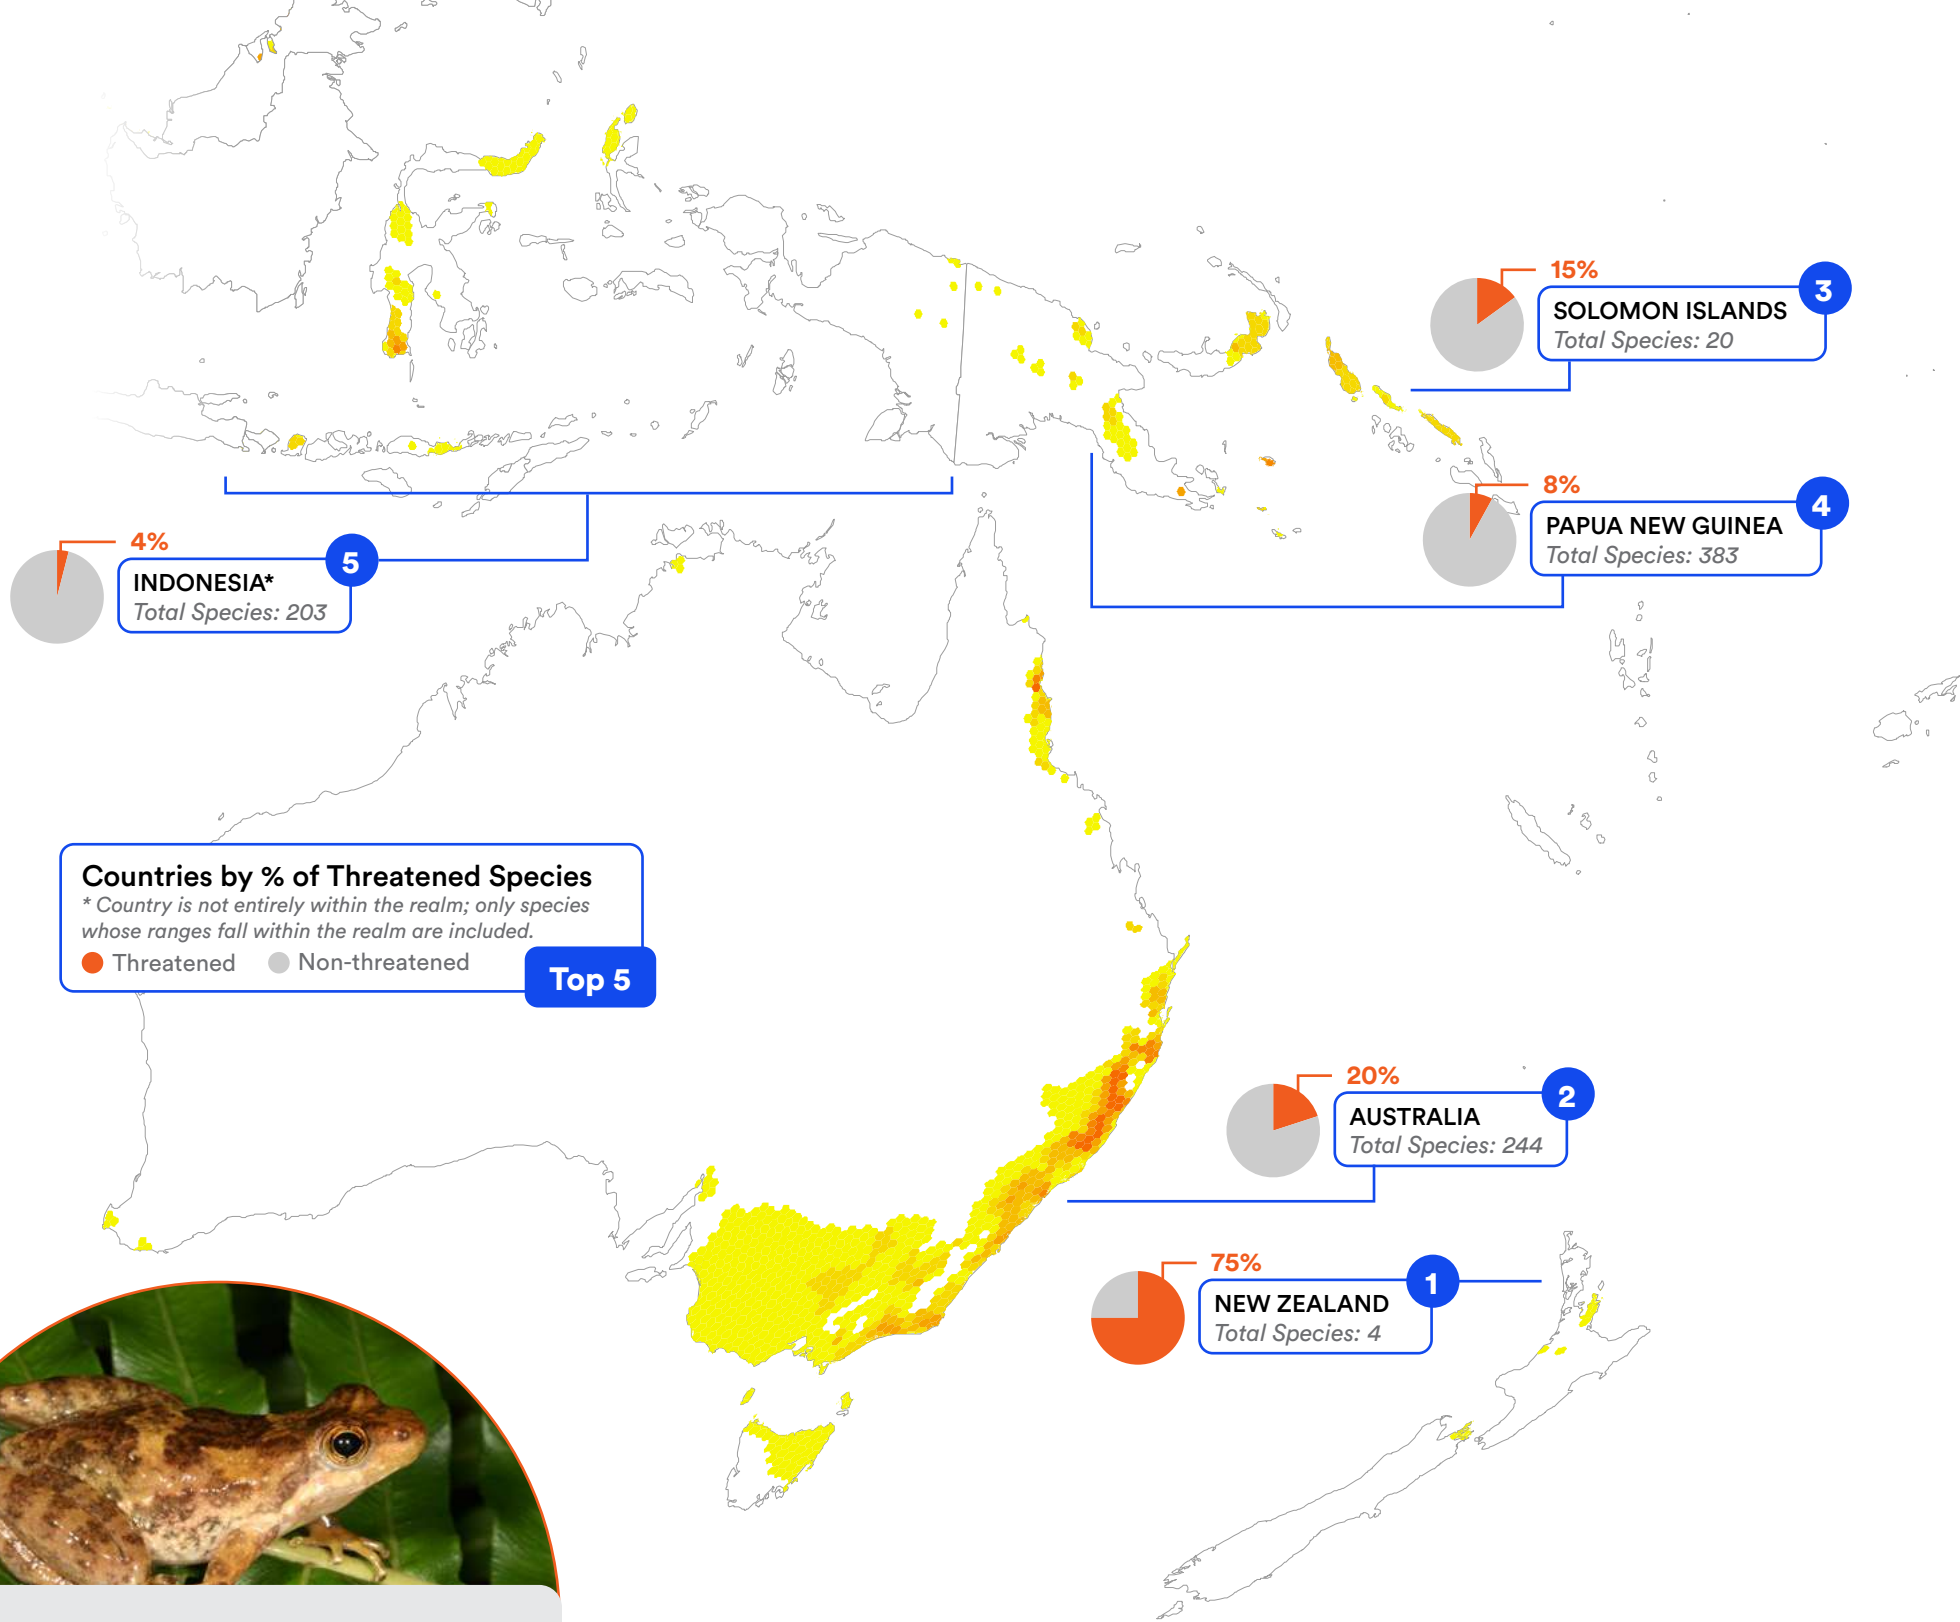 15%
3
SOLOMON ISLANDS
Total Species: 20
8%
4
PAPUA NEW GUINEA
Total Species: 383
4%
5
INDONESIA*
Total Species: 203
Countries by % of Threatened Species
* Country is not entirely within the realm; only species
whose ranges fall within the realm are included.
Threatened Non-threatened
Top 5
20%
2
AUSTRALIA
Total Species: 244
75%
1
NEW ZEALAND
Total Species: 4